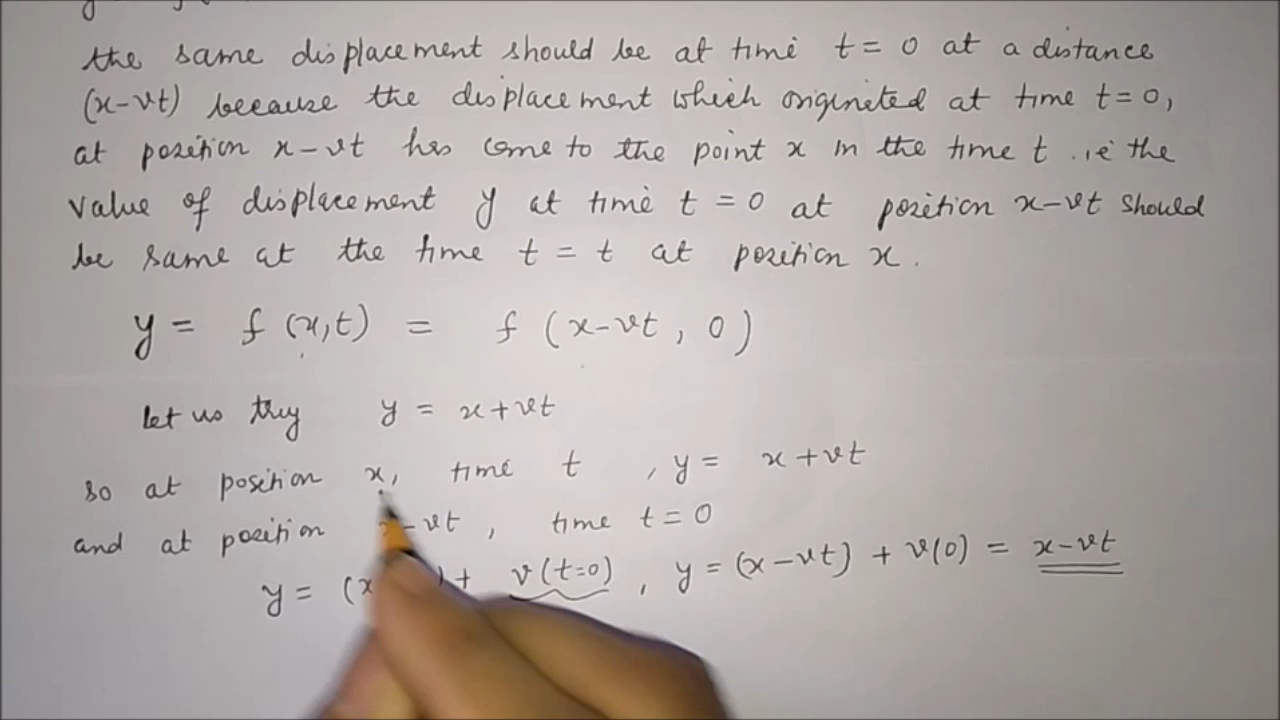 the same displacement should be at time t = 0 at a distance
(x-vt) because the displacement which origineted at time t=0,
at position x-vt has come to the point x in the time t .ie the
value of displacement y at time t = 0 at position x-vt should
be same at the time t = t at position x.
y = f (x,t) = f (x-vt, 0)
let us try y = x+vt
so at position x, time t , y = x+vt
and at position x-vt, time t=0
y = (x ) + v(t=0) , y = (x-vt) + v(0) = x-vt